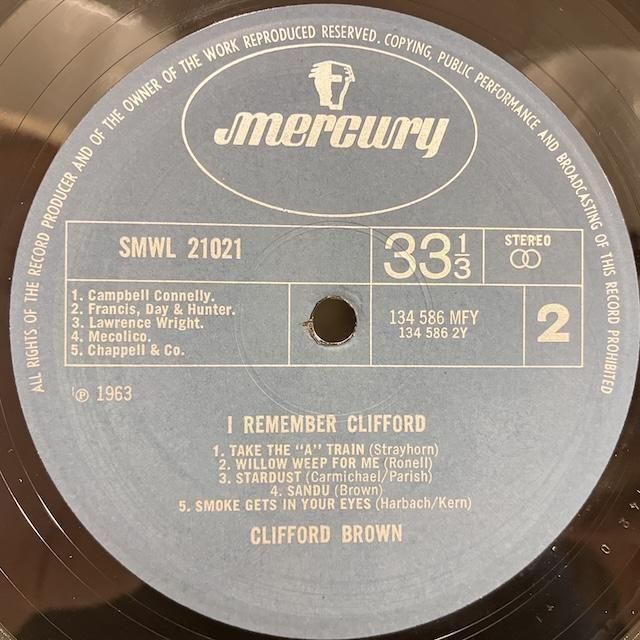 ALL RIGHTS OF THE RECORD PRODUCER AND OF THE OWNER OF THE WORK REPRODUCED RESERVED. COPYING, PUBLIC PERFORMANCE AND BROADCASTING OF THIS RECORD PROHIBITED
mercury
SMWL 21021
33 1/3
STEREO
1. Campbell Connelly.
2. Francis, Day & Hunter.
3. Lawrence Wright.
4. Mecolico.
5. Chappell & Co.
134 586 MFY
134 586 2Y
2
℗ 1963
I REMEMBER CLIFFORD
1. TAKE THE "A" TRAIN (Strayhorn)
2. WILLOW WEEP FOR ME (Ronell)
3. STARDUST (Carmichael/Parish)
4. SANDU (Brown)
5. SMOKE GETS IN YOUR EYES (Harbach/Kern)
CLIFFORD BROWN